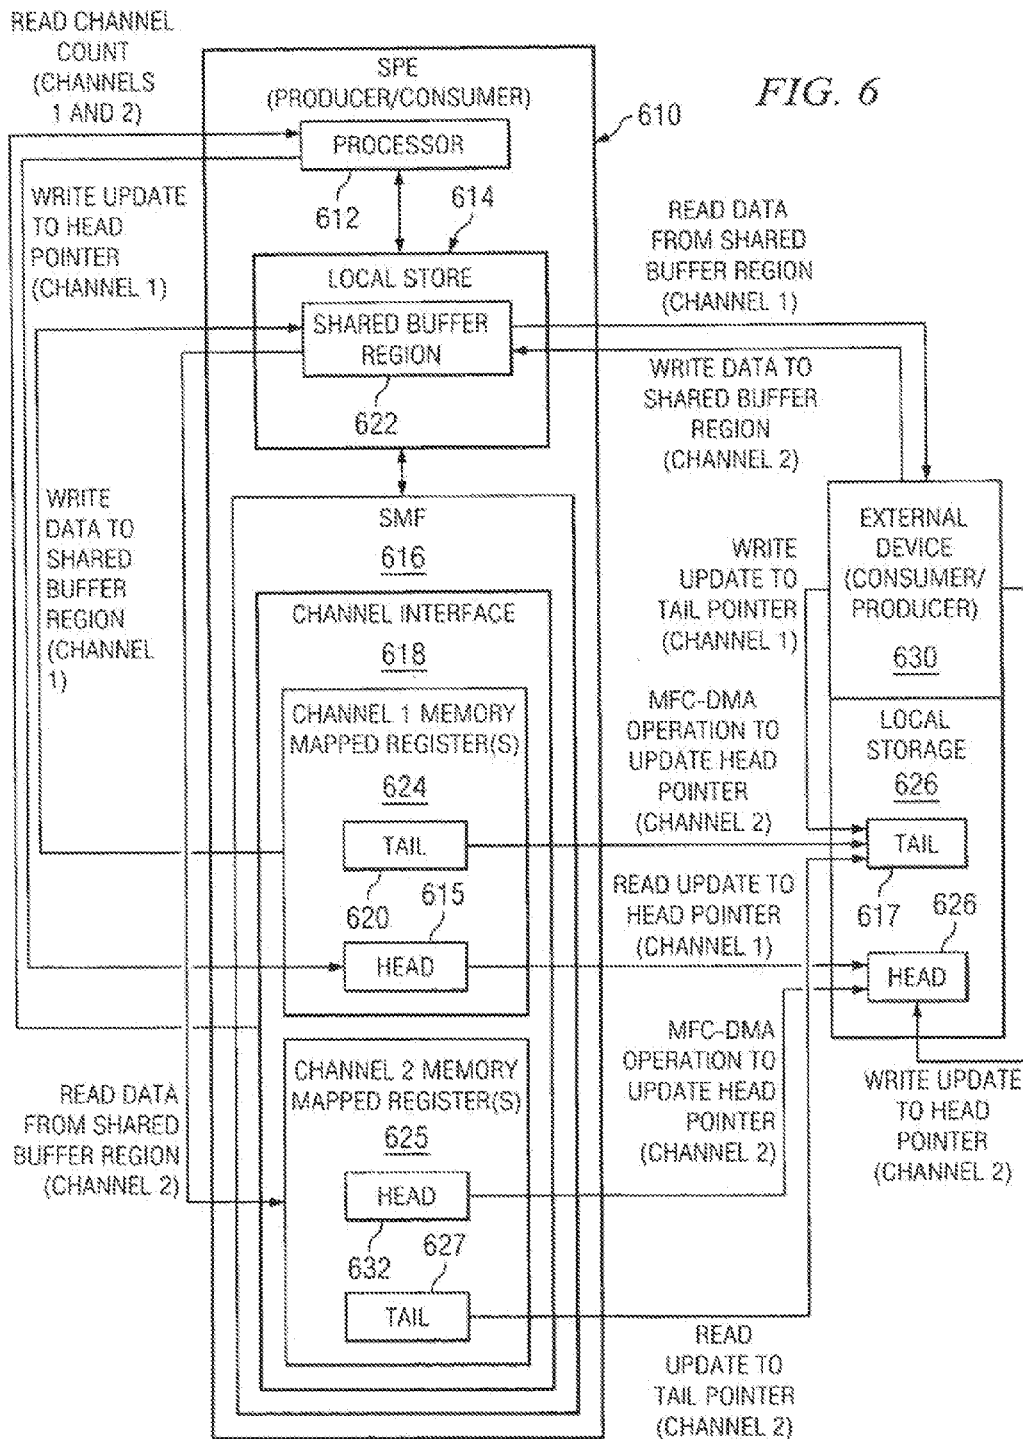 READ CHANNEL
COUNT
(CHANNELS
1 AND 2)
SPE
(PRODUCER/CONSUMER)
FIG. 6
610
PROCESSOR
612
614
WRITE UPDATE
TO HEAD
POINTER
(CHANNEL 1)
LOCAL STORE
SHARED BUFFER
REGION
622
READ DATA
FROM SHARED
BUFFER REGION
(CHANNEL 1)
WRITE DATA TO
SHARED BUFFER
REGION
(CHANNEL 2)
WRITE
DATA TO
SHARED
BUFFER
REGION
(CHANNEL
1)
SMF
616
CHANNEL INTERFACE
618
CHANNEL 1 MEMORY
MAPPED REGISTER(S)
624
TAIL
620
615
HEAD
WRITE
UPDATE TO
TAIL POINTER
(CHANNEL 1)
EXTERNAL
DEVICE
(CONSUMER/
PRODUCER)
630
MFC-DMA
OPERATION TO
UPDATE HEAD
POINTER
(CHANNEL 2)
LOCAL
STORAGE
626
TAIL
617
626
HEAD
READ UPDATE TO
HEAD POINTER
(CHANNEL 1)
CHANNEL 2 MEMORY
MAPPED REGISTER(S)
625
HEAD
632
627
TAIL
MFC-DMA
OPERATION TO
UPDATE HEAD
POINTER
(CHANNEL 2)
WRITE UPDATE
TO HEAD
POINTER
(CHANNEL 2)
READ DATA
FROM SHARED
BUFFER REGION
(CHANNEL 2)
READ
UPDATE TO
TAIL POINTER
(CHANNEL 2)